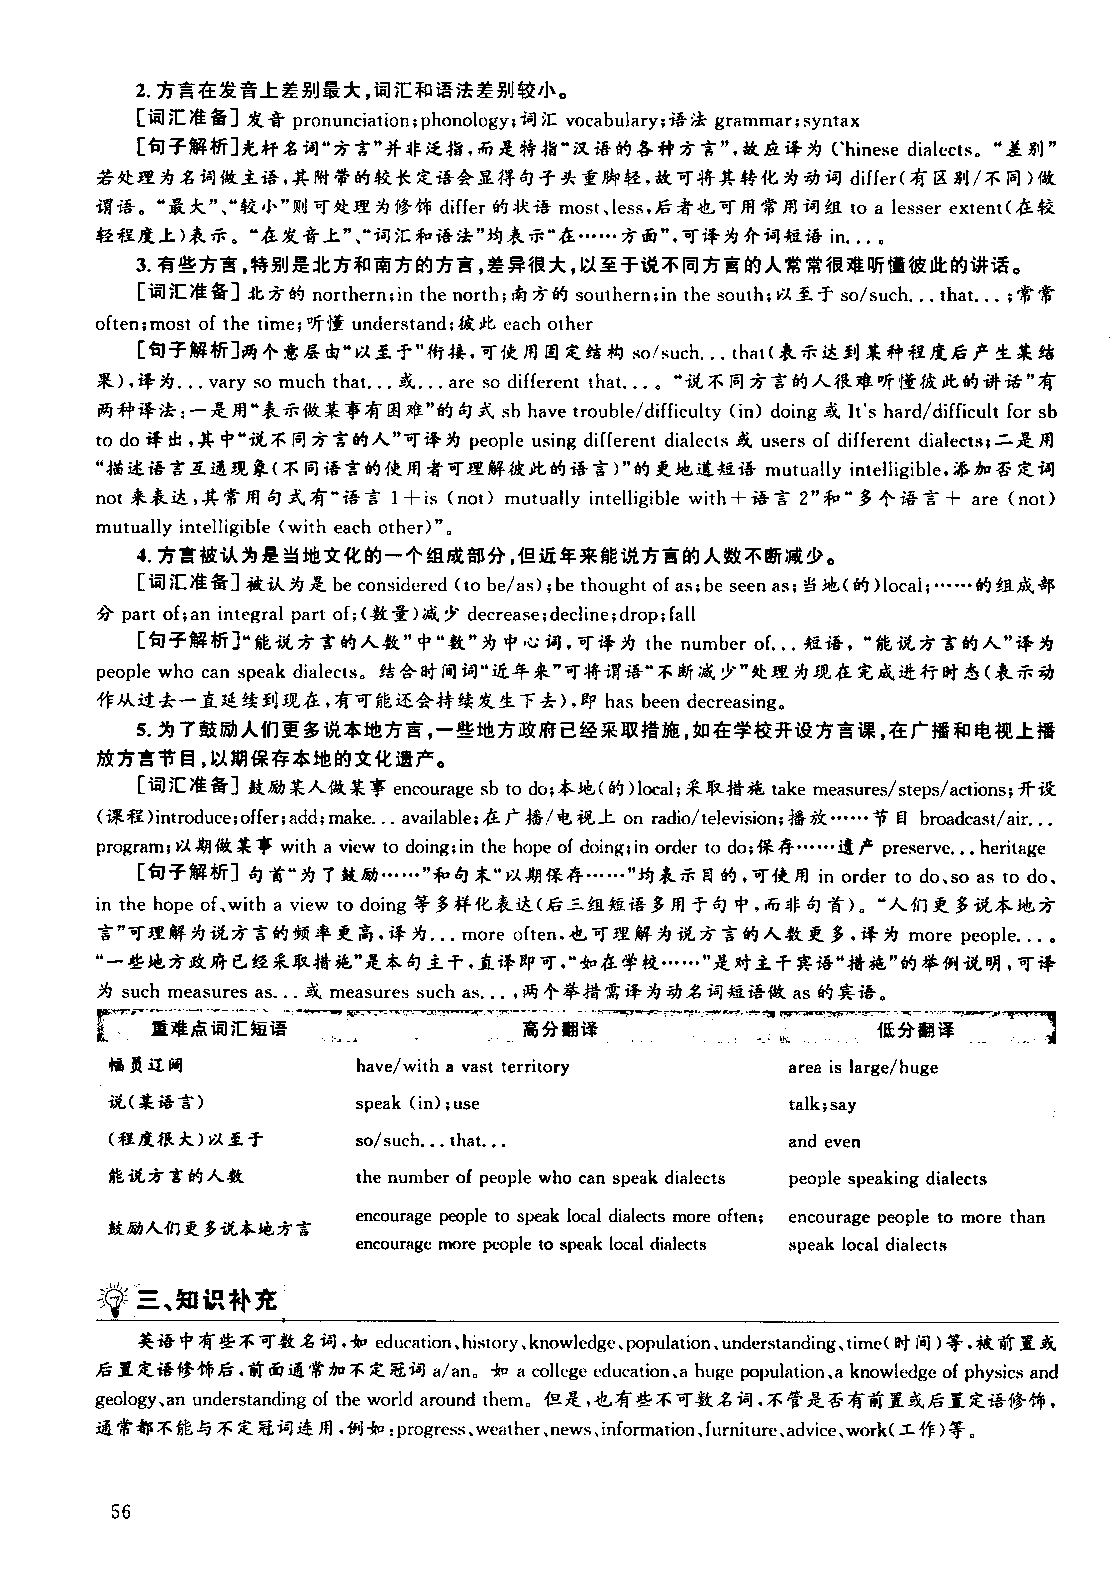 2. 方言在发音上差别最大,词汇和语法差别较小。
[词汇准备] 发音 pronunciation;phonology;词汇 vocabulary;语法 grammar;syntax
[句子解析]光杆名词“方言”并非泛指,而是特指“汉语的各种方言”,故应译为 Chinese dialects。“差别”
若处理为名词做主语,其附带的较长定语会显得句子头重脚轻,故可将其转化为动词 differ(有区别/不同)做
谓语。“最大”、“较小”则可处理为修饰 differ 的状语 most、less,后者也可用常用词组 to a lesser extent(在较
轻程度上)表示。“在发音上”、“词汇和语法”均表示“在……方面”,可译为介词短语 in...。
3. 有些方言,特别是北方和南方的方言,差异很大,以至于说不同方言的人常常很难听懂彼此的讲话。
[词汇准备] 北方的 northern;in the north;南方的 southern;in the south;以至于 so/such...that...;常常
often;most of the time;听懂 understand;彼此 each other
[句子解析]两个意层由“以至于”衔接,可使用固定结构 so/such...that(表示达到某种程度后产生某结
果),译为...vary so much that...或...are so different that...。“说不同方言的人很难听懂彼此的讲话”有
两种译法:一是用“表示做某事有困难”的句式 sb have trouble/difficulty (in) doing 或 It's hard/difficult for sb
to do 译出,其中“说不同方言的人”可译为 people using different dialects 或 users of different dialects;二是用
“描述语言互通现象(不同语言的使用者可理解彼此的语言)”的更地道短语 mutually intelligible,添加否定词
not 来表达,其常用句式有“语言 1+is (not) mutually intelligible with+语言 2”和“多个语言+ are (not)
mutually intelligible (with each other)”。
4. 方言被认为是当地文化的一个组成部分,但近年来能说方言的人数不断减少。
[词汇准备] 被认为是 be considered (to be/as);be thought of as;be seen as;当地(的)local;……的组成部
分 part of;an integral part of;(数量)减少 decrease;decline;drop;fall
[句子解析]“能说方言的人数”中“数”为中心词,可译为 the number of...短语,“能说方言的人”译为
people who can speak dialects。结合时间词“近年来”可将谓语“不断减少”处理为现在完成进行时态(表示动
作从过去一直延续到现在,有可能还会持续发生下去),即 has been decreasing。
5. 为了鼓励人们更多说本地方言,一些地方政府已经采取措施,如在学校开设方言课,在广播和电视上播
放方言节目,以期保存本地的文化遗产。
[词汇准备] 鼓励某人做某事 encourage sb to do;本地(的)local;采取措施 take measures/steps/actions;开设
(课程)introduce;offer;add;make...available;在广播/电视上 on radio/television;播放……节目 broadcast/air...
program;以期做某事 with a view to doing;in the hope of doing;in order to do;保存……遗产 preserve...heritage
[句子解析] 句首“为了鼓励……”和句末“以期保存……”均表示目的,可使用 in order to do、so as to do、
in the hope of、with a view to doing 等多样化表达(后三组短语多用于句中,而非句首)。“人们更多说本地方
言”可理解为说方言的频率更高,译为...more often,也可理解为说方言的人数更多,译为 more people...。
“一些地方政府已经采取措施”是本句主干,直译即可,“如在学校……”是对主干宾语“措施”的举例说明,可译
为 such measures as...或 measures such as...,两个举措需译为动名词短语做 as 的宾语。
重难点词汇短语 高分翻译 低分翻译
幅员辽阔 have/with a vast territory area is large/huge
说(某语言) speak (in);use talk;say
(程度很大)以至于 so/such...that... and even
能说方言的人数 the number of people who can speak dialects people speaking dialects
鼓励人们更多说本地方言 encourage people to speak local dialects more often; encourage people to more than
encourage more people to speak local dialects speak local dialects
三、知识补充
英语中有些不可数名词,如 education、history、knowledge、population、understanding、time(时间)等,被前置或
后置定语修饰后,前面通常加不定冠词 a/an。如 a college education、a huge population、a knowledge of physics and
geology、an understanding of the world around them。但是,也有些不可数名词,不管是否有前置或后置定语修饰,
通常都不能与不定冠词连用,例如:progress、weather、news、information、furniture、advice、work(工作)等。
56